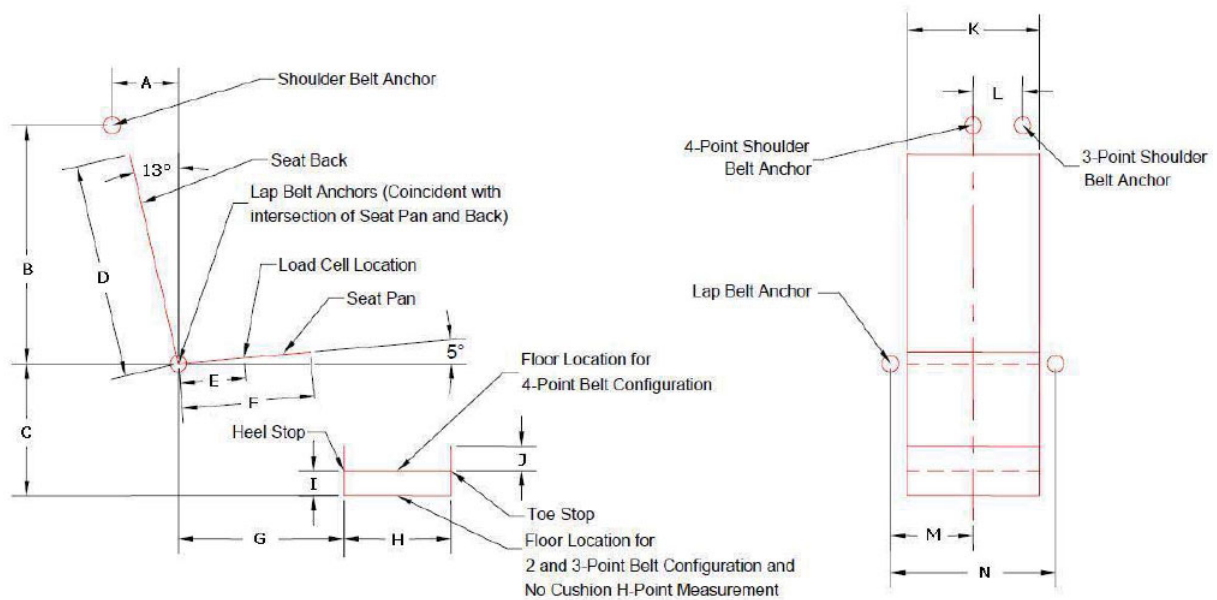 A
Shoulder Belt Anchor
13°
Seat Back
Lap Belt Anchors (Coincident with
intersection of Seat Pan and Back)
B
D
Load Cell Location
Seat Pan
5°
E
F
Floor Location for
4-Point Belt Configuration
C
Heel Stop
J
I
Toe Stop
G
H
Floor Location for
2 and 3-Point Belt Configuration and
No Cushion H-Point Measurement
K
L
4-Point Shoulder
Belt Anchor
3-Point Shoulder
Belt Anchor
Lap Belt Anchor
M
N